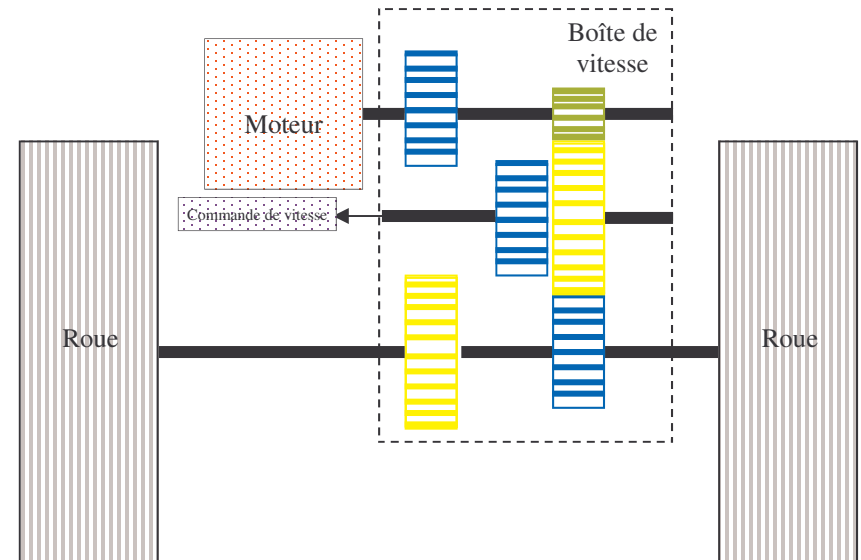 Boîte de
vitesse
Moteur
Commande de vitesse
Roue
Roue